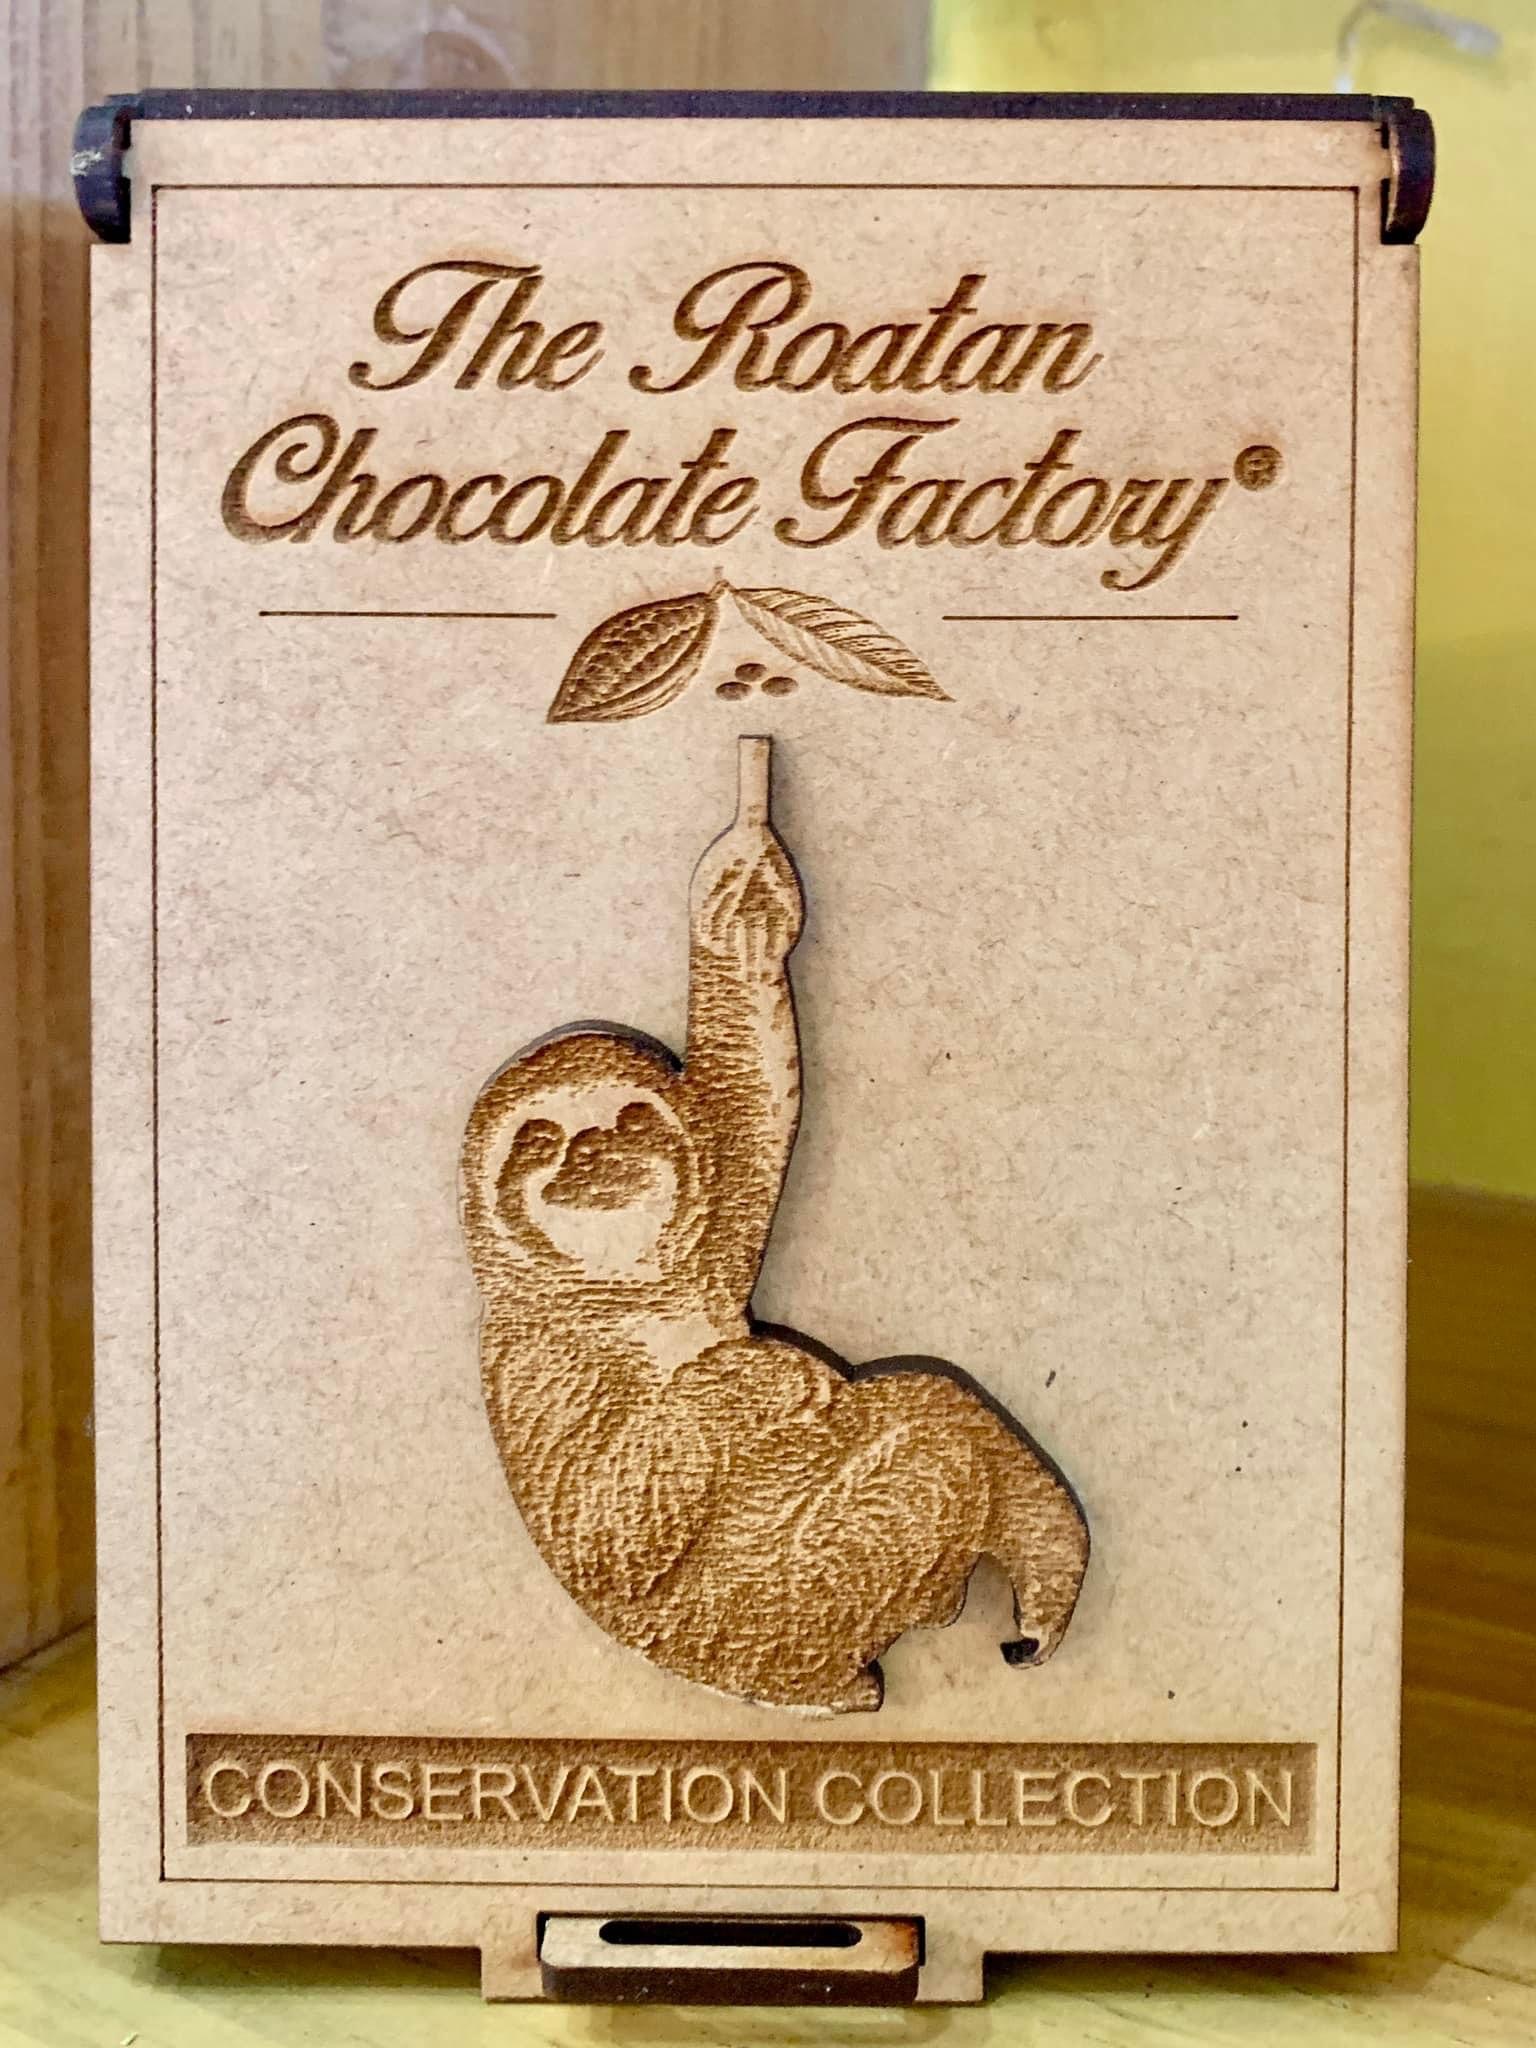 The Roatan
Chocolate Factory®
CONSERVATION COLLECTION